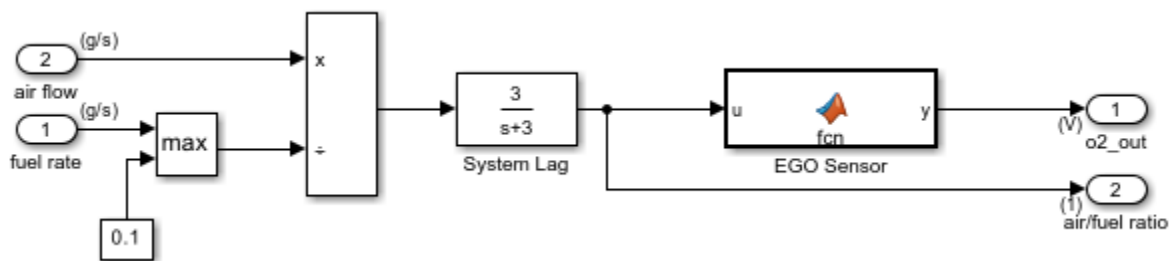 (g/s)
2
air flow
x
(g/s)
1
fuel rate
max
÷
0.1
3
s+3
System Lag
u
fcn
y
EGO Sensor
(V)
1
o2_out
(1)
2
air/fuel ratio